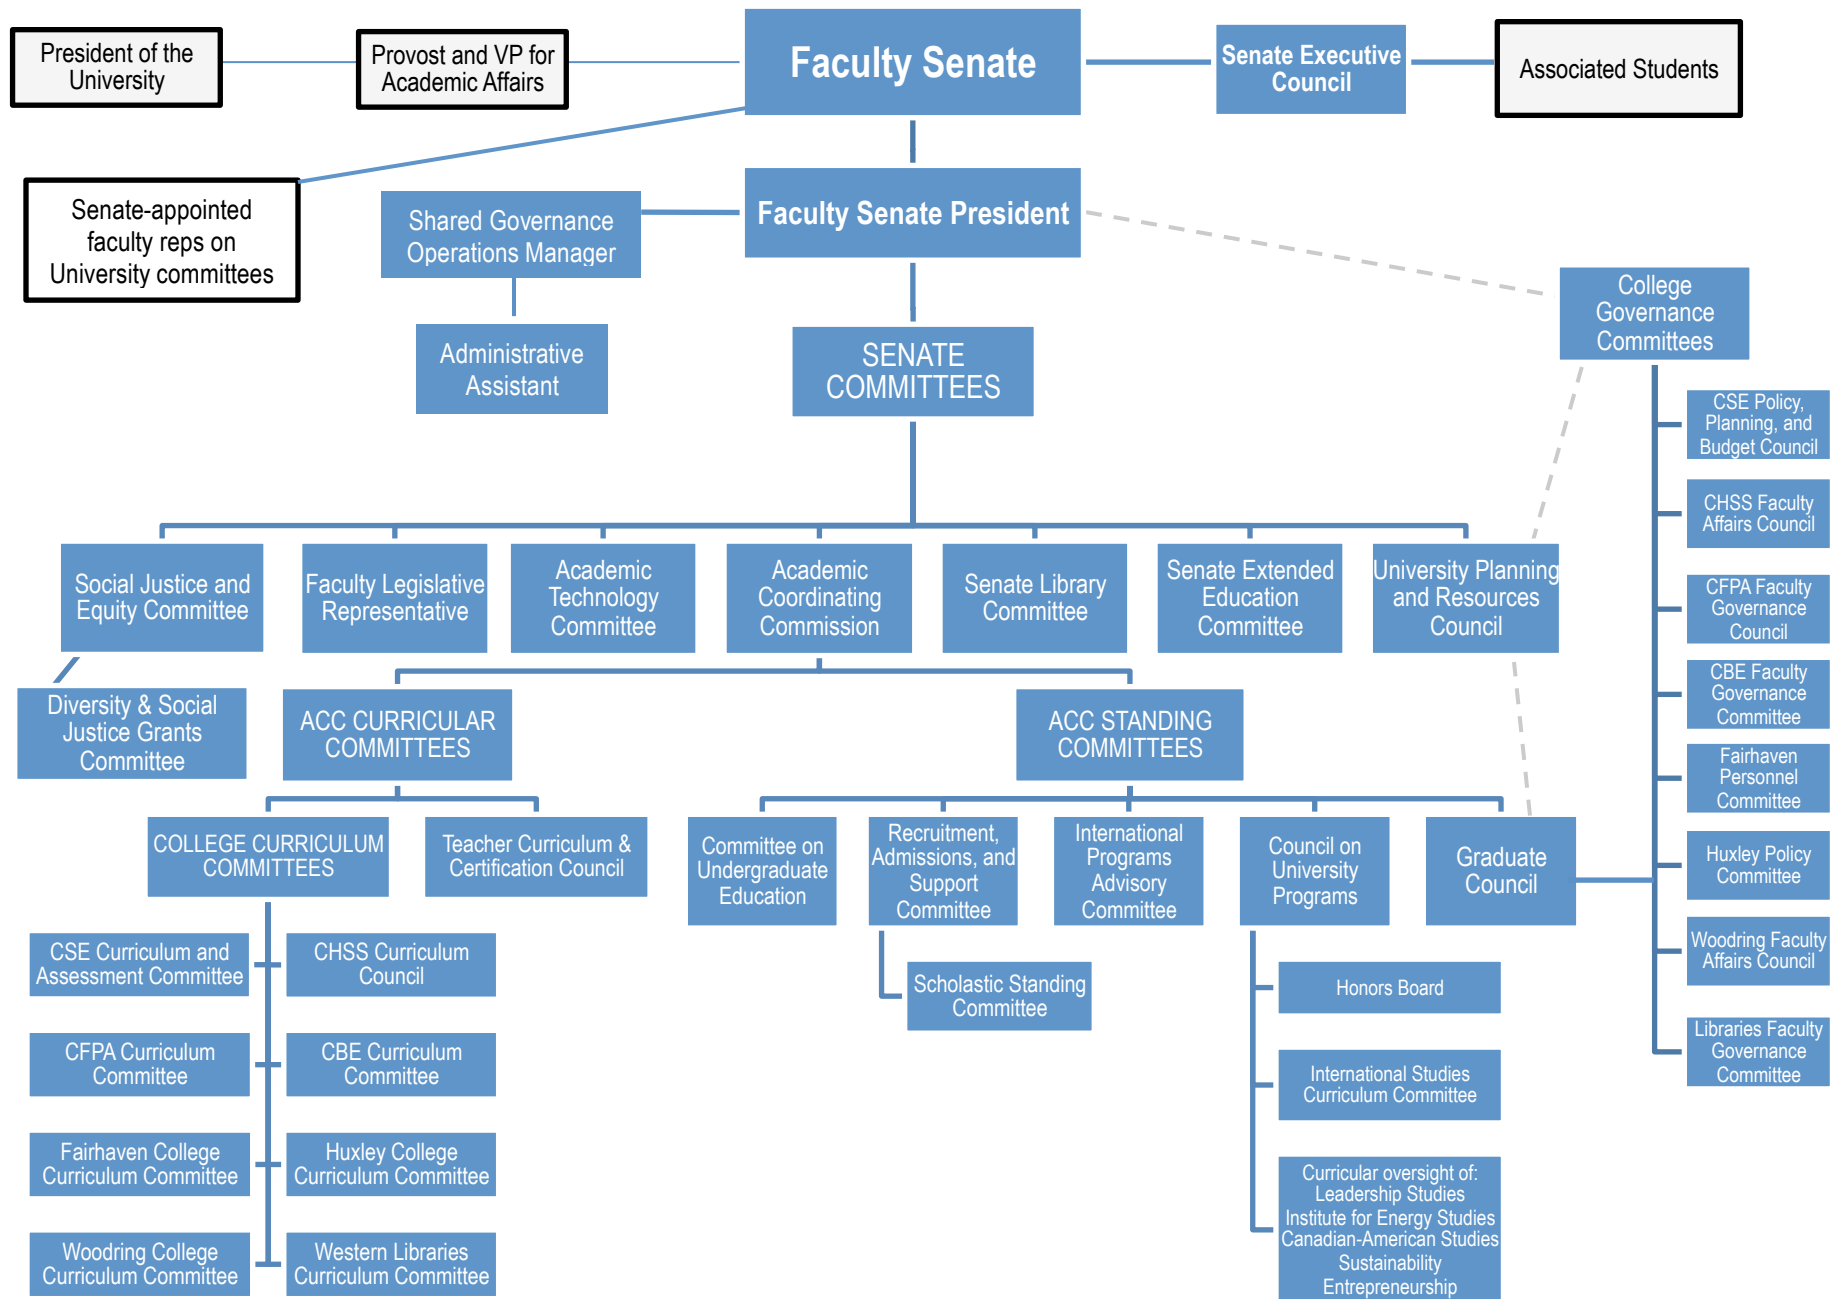 President of the
University
Provost and VP for
Academic Affairs
Faculty Senate
Senate Executive
Council
Associated Students
Senate-appointed
faculty reps on
University committees
Shared Governance
Operations Manager
Faculty Senate President
Administrative
Assistant
SENATE
COMMITTEES
College
Governance
Committees
CSE Policy,
Planning, and
Budget Council
CHSS Faculty
Affairs Council
CFPA Faculty
Governance
Council
CBE Faculty
Governance
Committee
Fairhaven
Personnel
Committee
Huxley Policy
Committee
Woodring Faculty
Affairs Council
Libraries Faculty
Governance
Committee
Social Justice and
Equity Committee
Faculty Legislative
Representative
Academic
Technology
Committee
Academic
Coordinating
Commission
Senate Library
Committee
Senate Extended
Education
Committee
University Planning
and Resources
Council
Diversity & Social
Justice Grants
Committee
ACC CURRICULAR
COMMITTEES
ACC STANDING
COMMITTEES
COLLEGE CURRICULUM
COMMITTEES
Teacher Curriculum &
Certification Council
Committee on
Undergraduate
Education
Recruitment,
Admissions, and
Support
Committee
International
Programs
Advisory
Committee
Council on
University
Programs
Graduate
Council
CSE Curriculum and
Assessment Committee
CHSS Curriculum
Council
CFPA Curriculum
Committee
CBE Curriculum
Committee
Fairhaven College
Curriculum Committee
Huxley College
Curriculum Committee
Woodring College
Curriculum Committee
Western Libraries
Curriculum Committee
Scholastic Standing
Committee
Honors Board
International Studies
Curriculum Committee
Curricular oversight of:
Leadership Studies
Institute for Energy Studies
Canadian-American Studies
Sustainability
Entrepreneurship